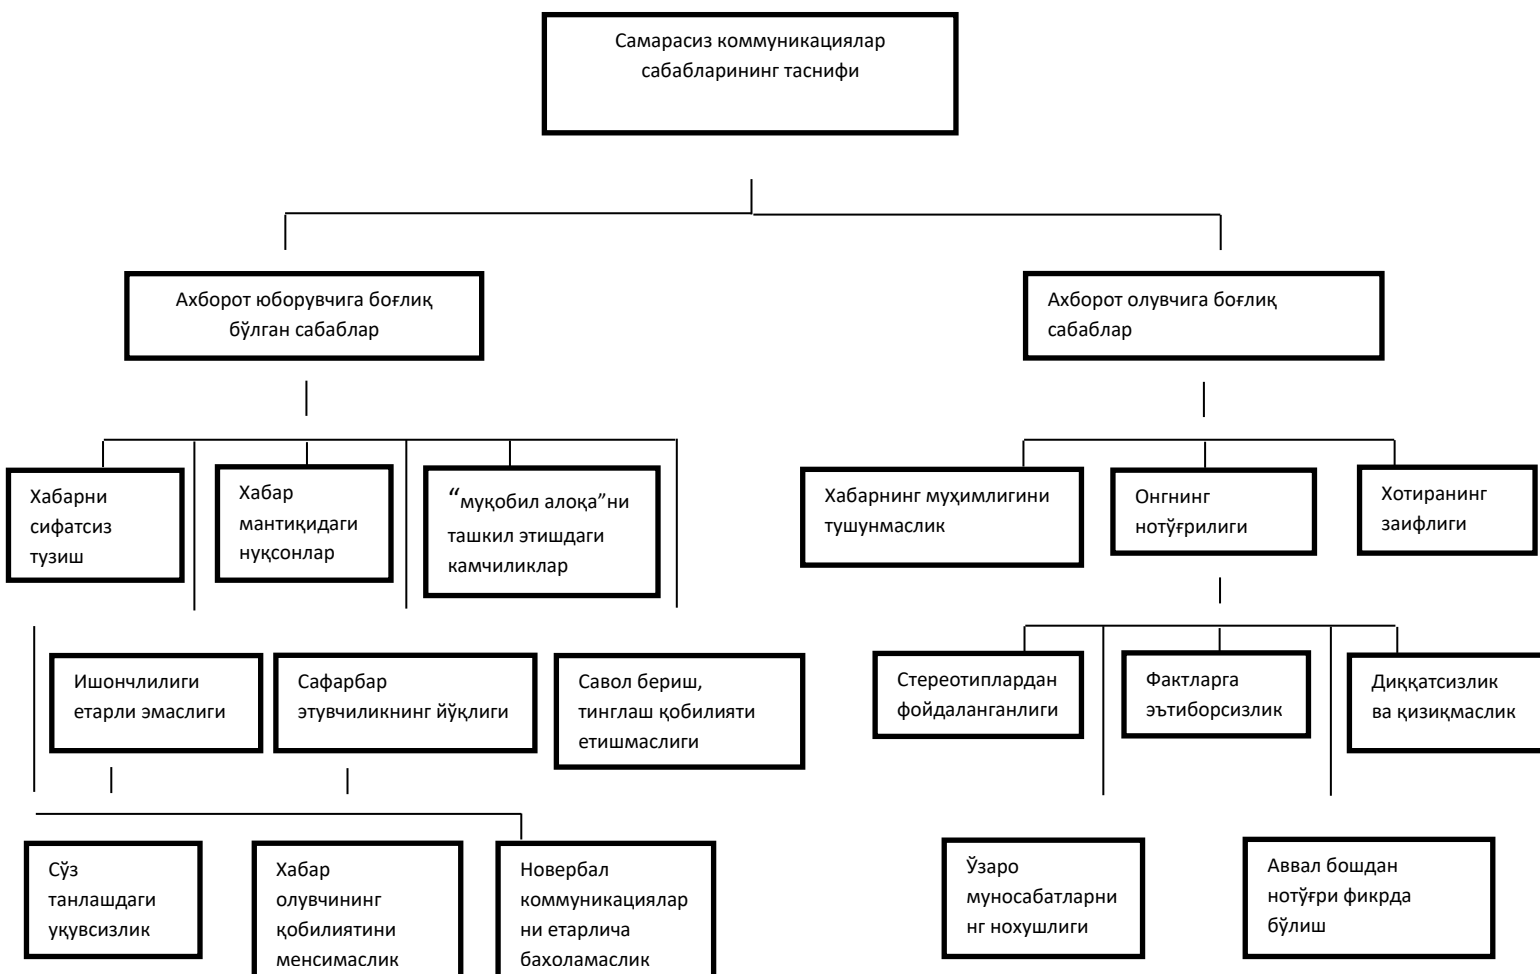 Самарасиз коммуникациялар
сабабларининг таснифи
Ахборот юборувчига боғлиқ
бўлган сабаблар
Ахборот олувчига боғлиқ
сабаблар
Хабарни
сифатсиз
тузиш
Хабар
мантиқидаги
нуқсонлар
“муқобил алоқа”ни
ташкил этишдаги
камчиликлар
Хабарнинг муҳимлигини
тушунмаслик
Онгнинг
нотўғрилиги
Хотиранинг
заифлиги
Ишончлилиги
етарли эмаслиги
Сафарбар
этувчиликнинг йўқлиги
Савол бериш,
тинглаш қобилияти
етишмаслиги
Стереотиплардан
фойдаланганлиги
Фактларга
эътиборсизлик
Диққатсизлик
ва қизиқмаслик
Сўз
танлашдаги
уқувсизлик
Хабар
олувчининг
қобилиятини
менсимаслик
Новербал
коммуникациялар
ни етарлича
бахоламаслик
Ўзаро
муносабатларни
нг нохушлиги
Аввал бошдан
нотўғри фикрда
бўлиш